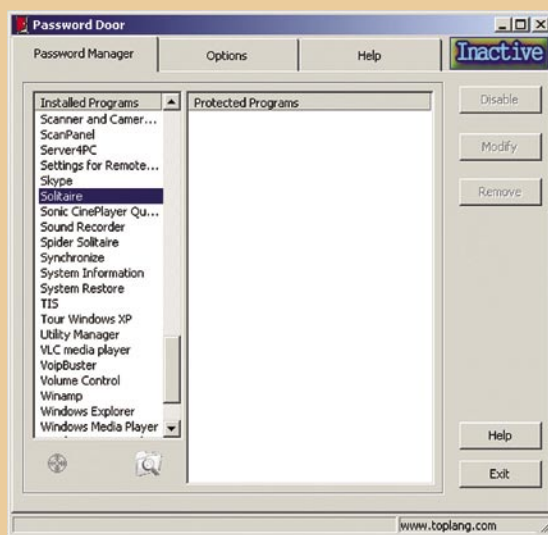 Password Door
Password Manager
Options
Help
Inactive
Installed Programs
Scanner and Camer...
ScanPanel
Server4PC
Settings for Remote...
Skype
Solitaire
Sonic CinePlayer Qu...
Sound Recorder
Spider Solitaire
Synchronize
System Information
System Restore
TIS
Tour Windows XP
Utility Manager
VLC media player
VoipBuster
Volume Control
Winamp
Windows Explorer
Windows Media Player
Protected Programs
Disable
Modify
Remove
Help
Exit
www.toplang.com